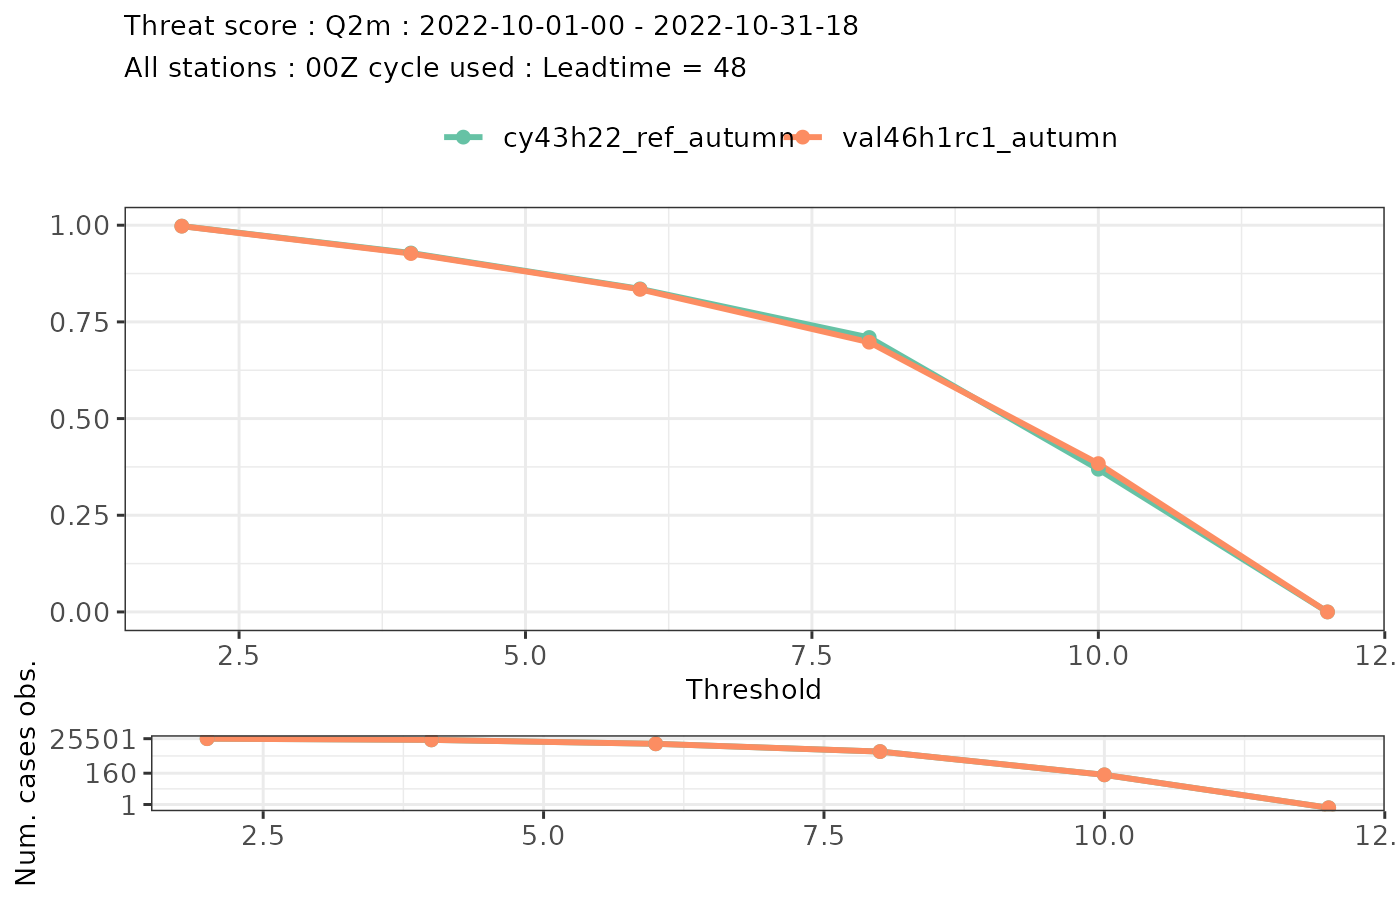 Threat score : Q2m : 2022-10-01-00 - 2022-10-31-18
All stations : 00Z cycle used : Leadtime = 48
cy43h22_ref_autumn val46h1rc1_autumn
1.00
0.75
0.50
0.25
0.00
2.5 5.0 7.5 10.0 12.
Threshold
Num. cases obs.
25501
160
1
2.5 5.0 7.5 10.0 12.